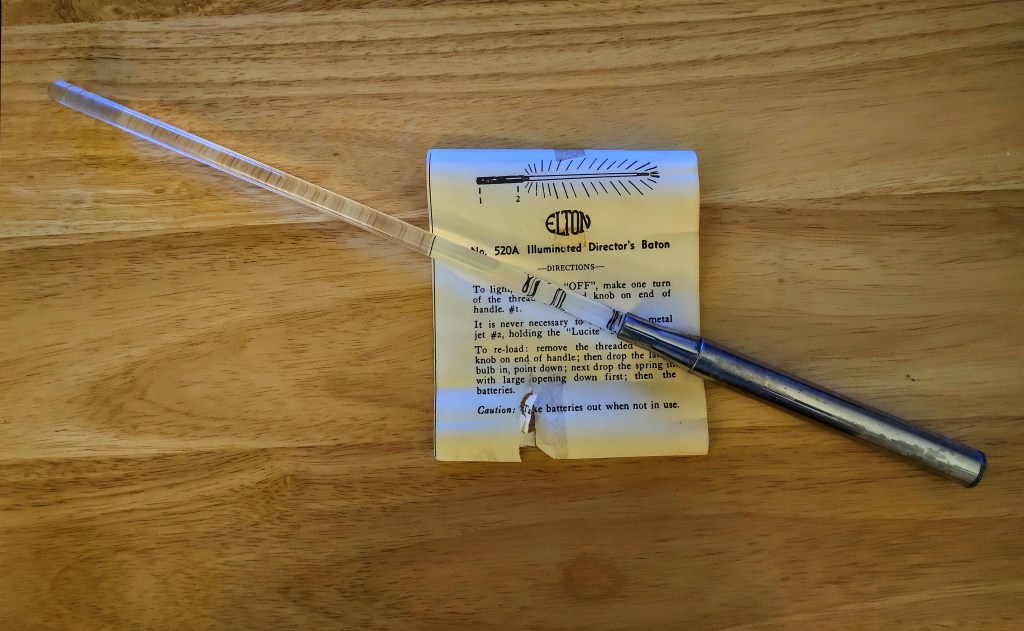 1
2
ELTON
No. 520A Illuminated Director's Baton
—DIRECTIONS—
To light, "OFF", make one turn
of the knob on end of
handle. #1.
It is never necessary to metal
jet #2, holding the "Lucite"
To re-load: remove the threaded
knob on end of handle; then drop the
bulb in, point down; next drop the spring in
with large opening down first; then the
batteries.
Caution: Take batteries out when not in use.